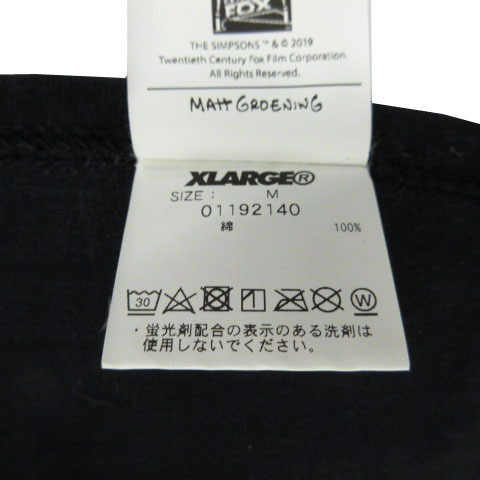 FOX
THE SIMPSONS ™ & © 2019
Twentieth Century Fox Film Corporation.
All Rights Reserved.
MATT GROENING
XLARGE®
SIZE : M
01192140
綿 100%
30 W
・蛍光剤配合の表示のある洗剤は
使用しないでください。